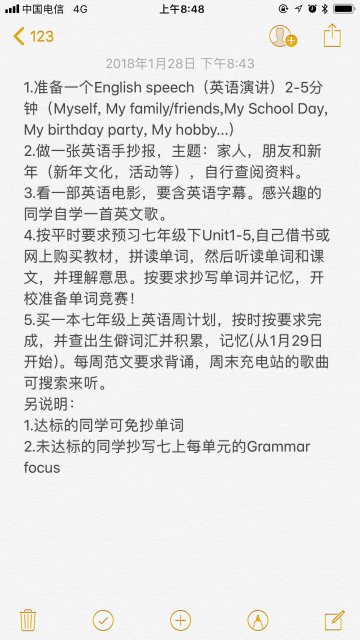 中国电信 4G 上午8:48
123
2018年1月28日 下午8:43
1.准备一个English speech（英语演讲）2-5分
钟（Myself, My family/friends,My School Day,
My birthday party, My hobby...）
2.做一张英语手抄报，主题：家人，朋友和新
年（新年文化，活动等），自行查阅资料。
3.看一部英语电影，要含英语字幕。感兴趣的
同学自学一首英文歌。
4.按平时要求预习七年级下Unit1-5,自己借书或
网上购买教材，拼读单词，然后听读单词和课
文，并理解意思。按要求抄写单词并记忆，开
校准备单词竞赛！
5.买一本七年级上英语周计划，按时按要求完
成，并查出生僻词汇并积累，记忆(从1月29日
开始)。每周范文要求背诵，周末充电站的歌曲
可搜索来听。
另说明：
1.达标的同学可免抄单词
2.未达标的同学抄写七上每单元的Grammar
focus